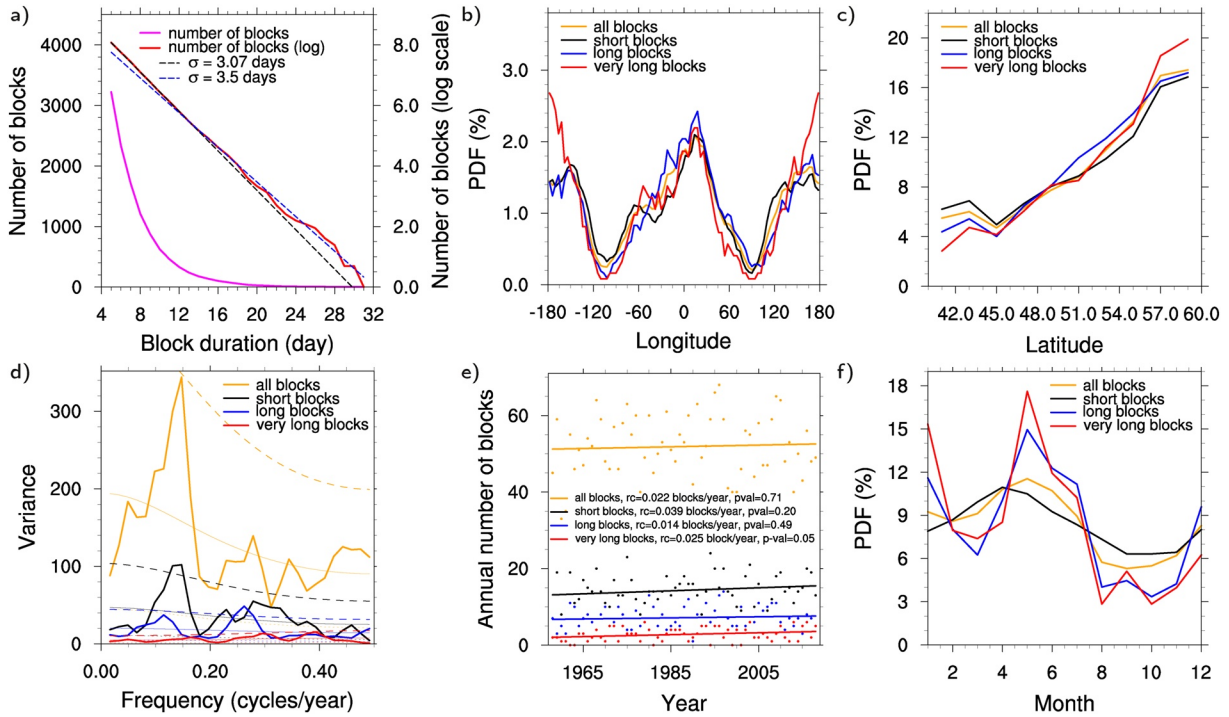 a)
number of blocks
number of blocks (log)
σ = 3.07 days
σ = 3.5 days
4000
3000
2000
1000
0
8.0
6.0
4.0
2.0
0.0
4 8 12 16 20 24 28 32
Number of blocks
Number of blocks (log scale)
Block duration (day)
b)
all blocks
short blocks
long blocks
very long blocks
3.0
2.0
1.0
0.0
-180 -120 -60 0 60 120 180
PDF (%)
Longitude
c)
all blocks
short blocks
long blocks
very long blocks
20
16
12
8
4
0
42.0 45.0 48.0 51.0 54.0 57.0 60.0
PDF (%)
Latitude
d)
all blocks
short blocks
long blocks
very long blocks
300
200
100
0
0.00 0.20 0.40
Variance
Frequency (cycles/year)
e)
60
40
20
0
all blocks, rc=0.022 blocks/year, pval=0.71
short blocks, rc=0.039 blocks/year, pval=0.20
long blocks, rc=0.014 blocks/year, pval=0.49
very long blocks, rc=0.025 block/year, p-val=0.05
1965 1985 2005
Annual number of blocks
Year
f)
all blocks
short blocks
long blocks
very long blocks
18
15
12
9
6
3
0
2 4 6 8 10 12
PDF (%)
Month